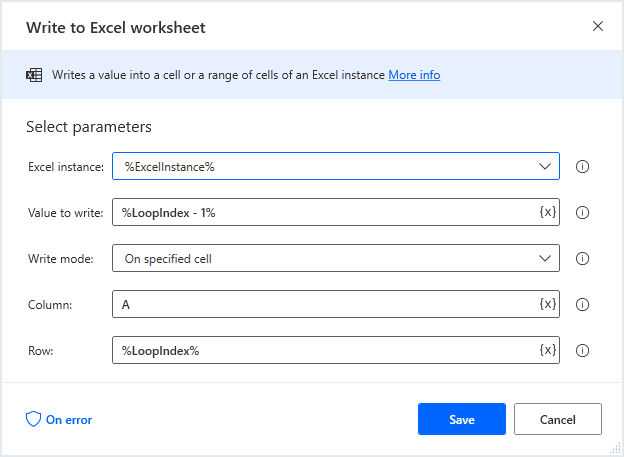 Write to Excel worksheet
Writes a value into a cell or a range of cells of an Excel instance More info
Select parameters
Excel instance: %ExcelInstance%
Value to write: %LoopIndex - 1% {x}
Write mode: On specified cell
Column: A {x}
Row: %LoopIndex% {x}
On error Save Cancel